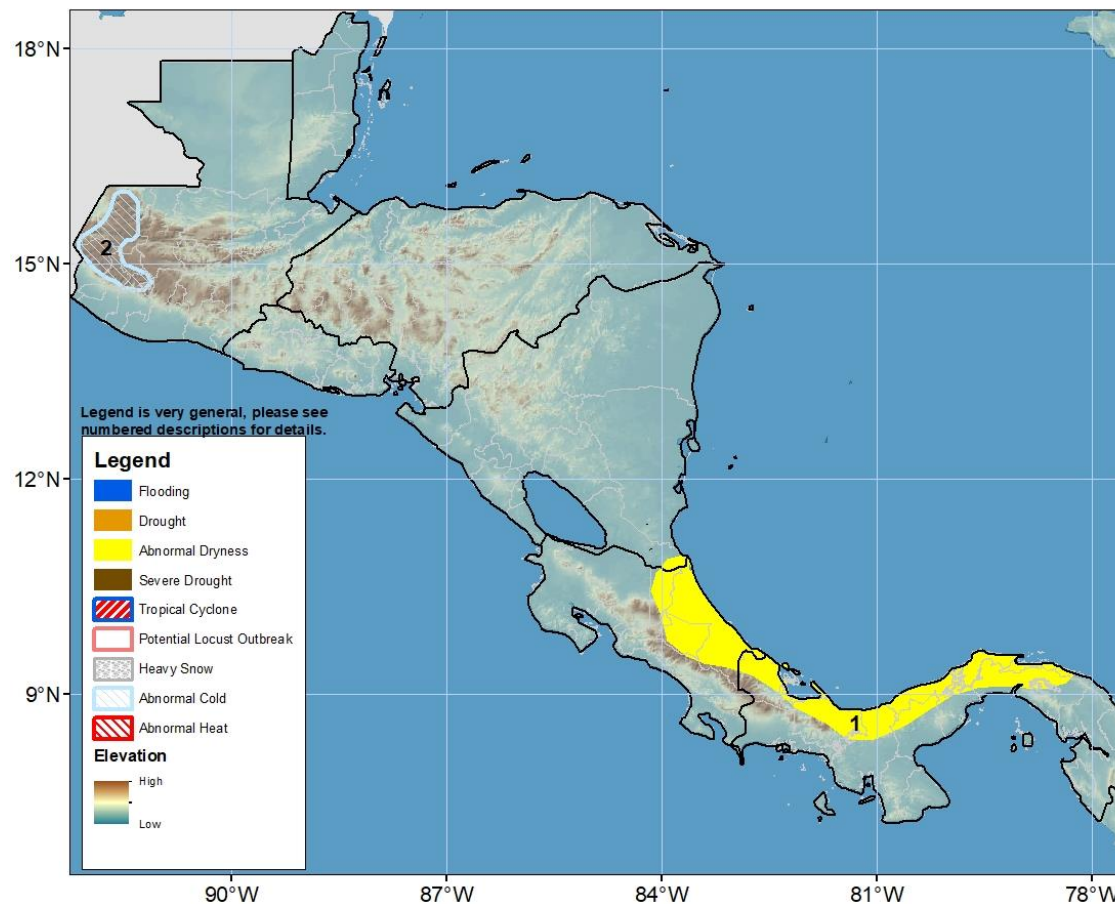 18°N
15°N
12°N
9°N
2
1
Legend is very general, please see
numbered descriptions for details.
Legend
Flooding
Drought
Abnormal Dryness
Severe Drought
Tropical Cyclone
Potential Locust Outbreak
Heavy Snow
Abnormal Cold
Abnormal Heat
Elevation
High
Low
90°W
87°W
84°W
81°W
78°W